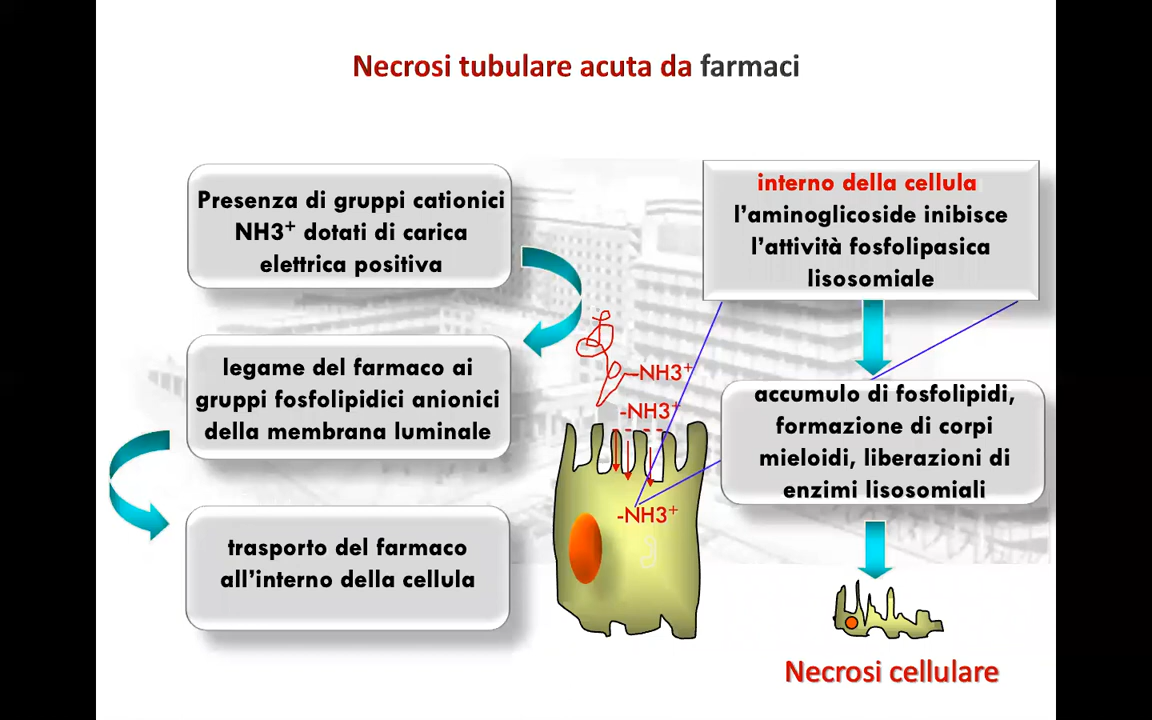 Necrosi tubulare acuta da farmaci
Presenza di gruppi cationici
NH3⁺ dotati di carica
elettrica positiva
legame del farmaco ai
gruppi fosfolipidici anionici
della membrana luminale
trasporto del farmaco
all'interno della cellula
–NH3⁺
-NH3⁺
-NH3⁺
interno della cellula
l'aminoglicoside inibisce
l'attività fosfolipasica
lisosomiale
accumulo di fosfolipidi,
formazione di corpi
mieloidi, liberazioni di
enzimi lisosomiali
Necrosi cellulare